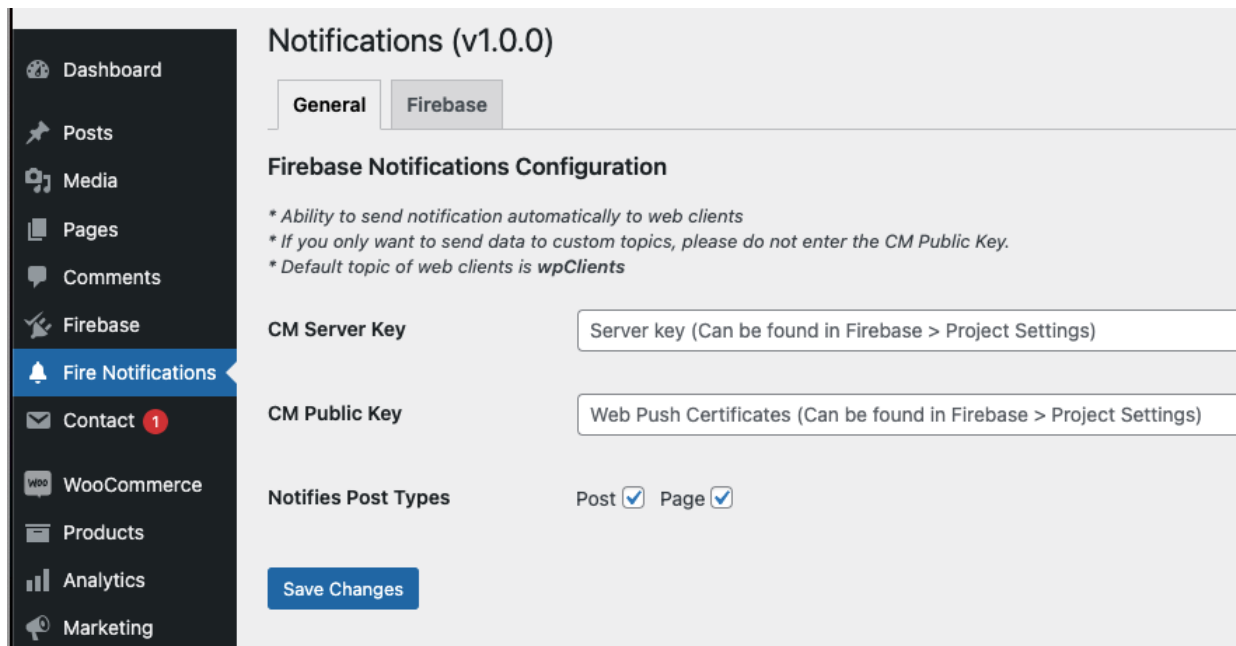 Notifications (v1.0.0)
Dashboard
Posts
Media
Pages
Comments
Firebase
Fire Notifications
Contact 1
WOO WooCommerce
Products
Analytics
Marketing
General Firebase
Firebase Notifications Configuration
* Ability to send notification automatically to web clients
* If you only want to send data to custom topics, please do not enter the CM Public Key.
* Default topic of web clients is wpClients
CM Server Key Server key (Can be found in Firebase > Project Settings)
CM Public Key Web Push Certificates (Can be found in Firebase > Project Settings)
Notifies Post Types Post Page
Save Changes